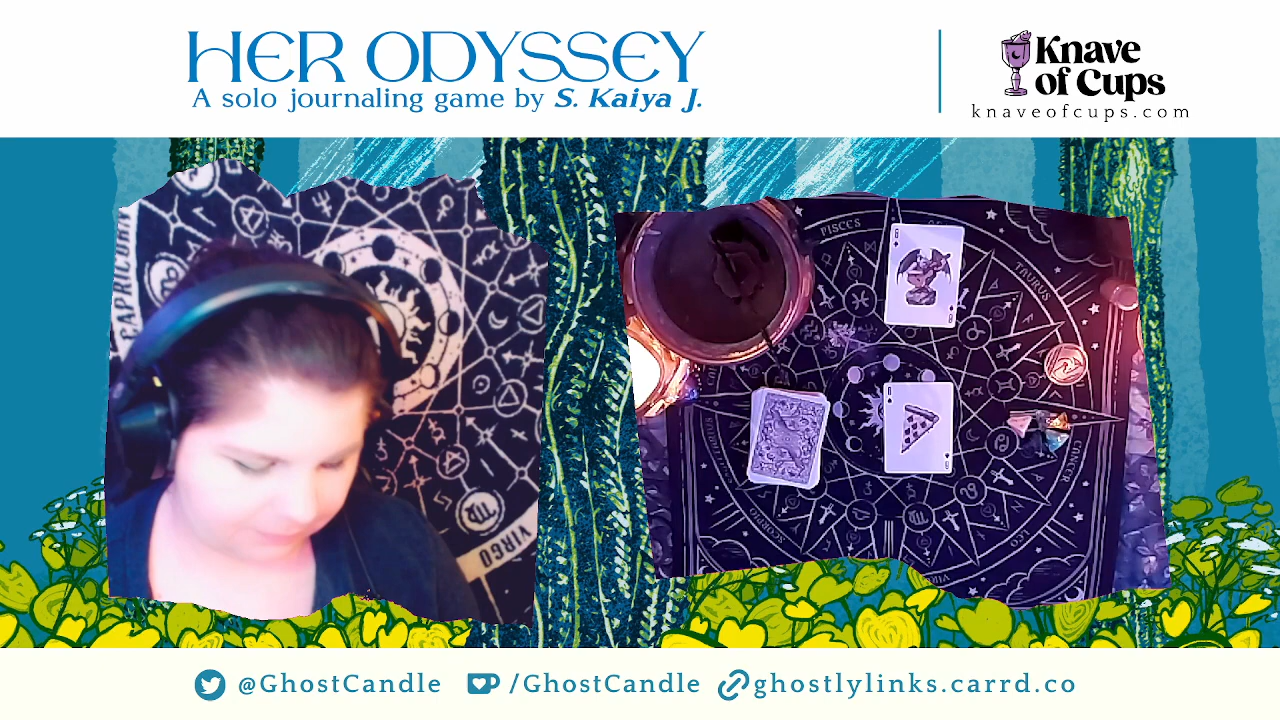 HER ODYSSEY
A solo journaling game by S. Kaiya J.
Knave
of Cups
knaveofcups.com
CAPRICORN
VIRGO
PISCES
TAURUS
CANCER
LEO
SCORPIO
@GhostCandle
/GhostCandle
ghostlylinks.carrd.co